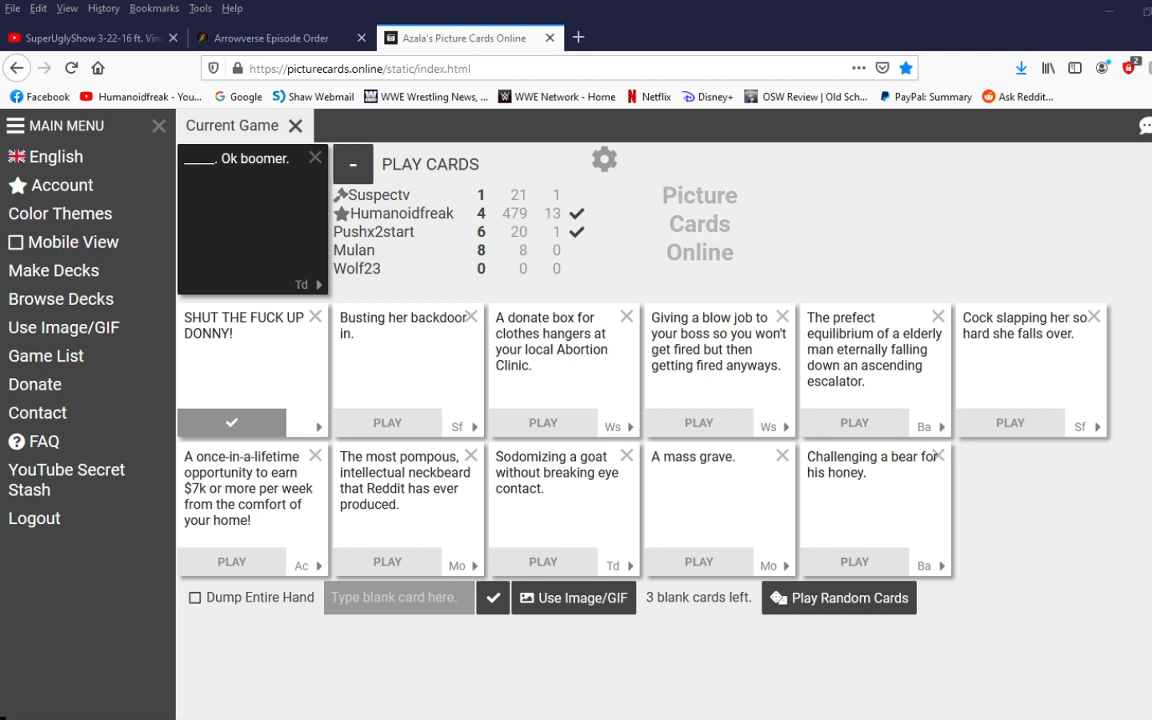 File Edit View History Bookmarks Tools Help
SuperUglyShow 3-22-16 ft. Vin
Arrowverse Episode Order
Azala's Picture Cards Online
https://picturecards.online/static/index.html
2
Facebook
Humanoidfreak - You...
Google
Shaw Webmail
WWE Wrestling News, ...
WWE Network - Home
Netflix
Disney+
OSW Review | Old Sch...
PayPal: Summary
Ask Reddit...
MAIN MENU
English
Account
Color Themes
Mobile View
Make Decks
Browse Decks
Use Image/GIF
Game List
Donate
Contact
FAQ
YouTube Secret
Stash
Logout
Current Game
_____. Ok boomer.
Td
- PLAY CARDS
Suspectv 1 21 1
Humanoidfreak 4 479 13
Pushx2start 6 20 1
Mulan 8 8 0
Wolf23 0 0 0
Picture
Cards
Online
SHUT THE FUCK UP
DONNY!
Busting her backdoor
in.
PLAY Sf
A donate box for
clothes hangers at
your local Abortion
Clinic.
PLAY Ws
Giving a blow job to
your boss so you won't
get fired but then
getting fired anyways.
PLAY Ws
The prefect
equilibrium of a elderly
man eternally falling
down an ascending
escalator.
PLAY Ba
Cock slapping her so
hard she falls over.
PLAY Sf
A once-in-a-lifetime
opportunity to earn
$7k or more per week
from the comfort of
your home!
PLAY Ac
The most pompous,
intellectual neckbeard
that Reddit has ever
produced.
PLAY Mo
Sodomizing a goat
without breaking eye
contact.
PLAY Td
A mass grave.
PLAY Mo
Challenging a bear for
his honey.
PLAY Ba
Dump Entire Hand
Type blank card here.
Use Image/GIF
3 blank cards left.
Play Random Cards